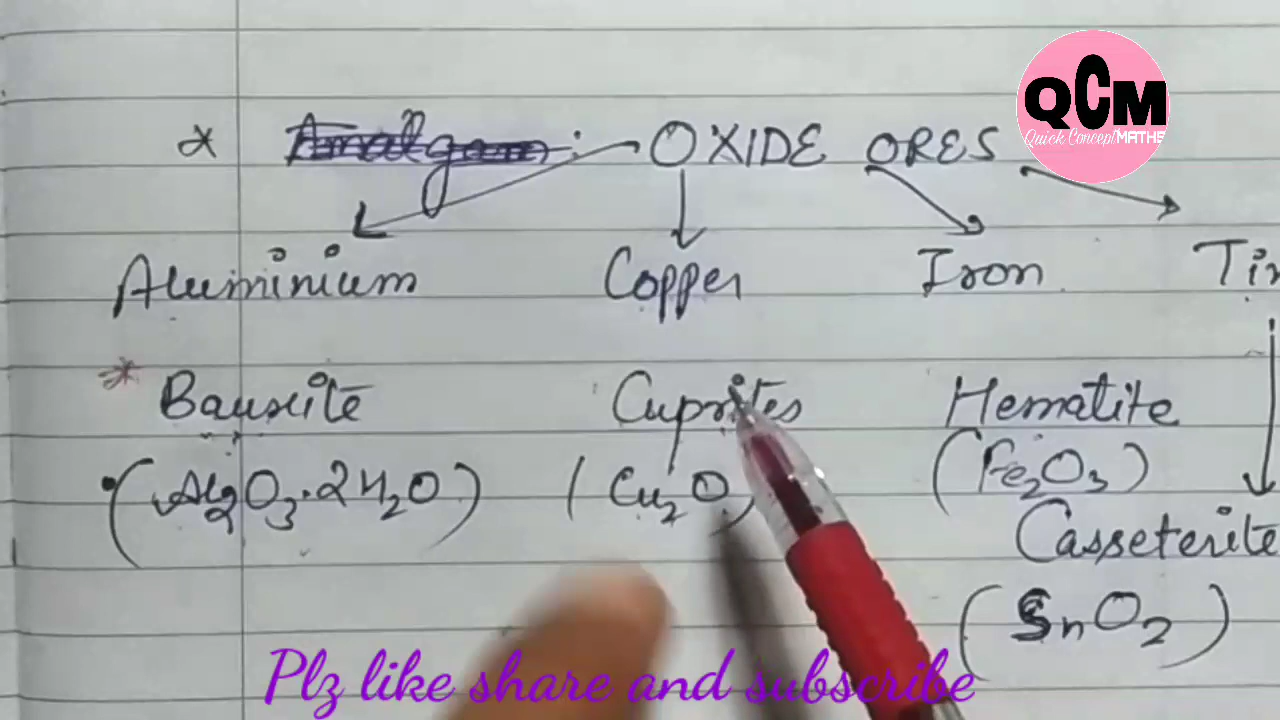 * Amalgam : OXIDE ORES
QCM
Quick Concept MATHS
Aluminium Copper Iron Tin
* Bauxite Cuprites Hematite
(Al2O3.2H2O) (Cu2O) (Fe2O3)
Casseterite
(SnO2)
Plz like share and subscribe